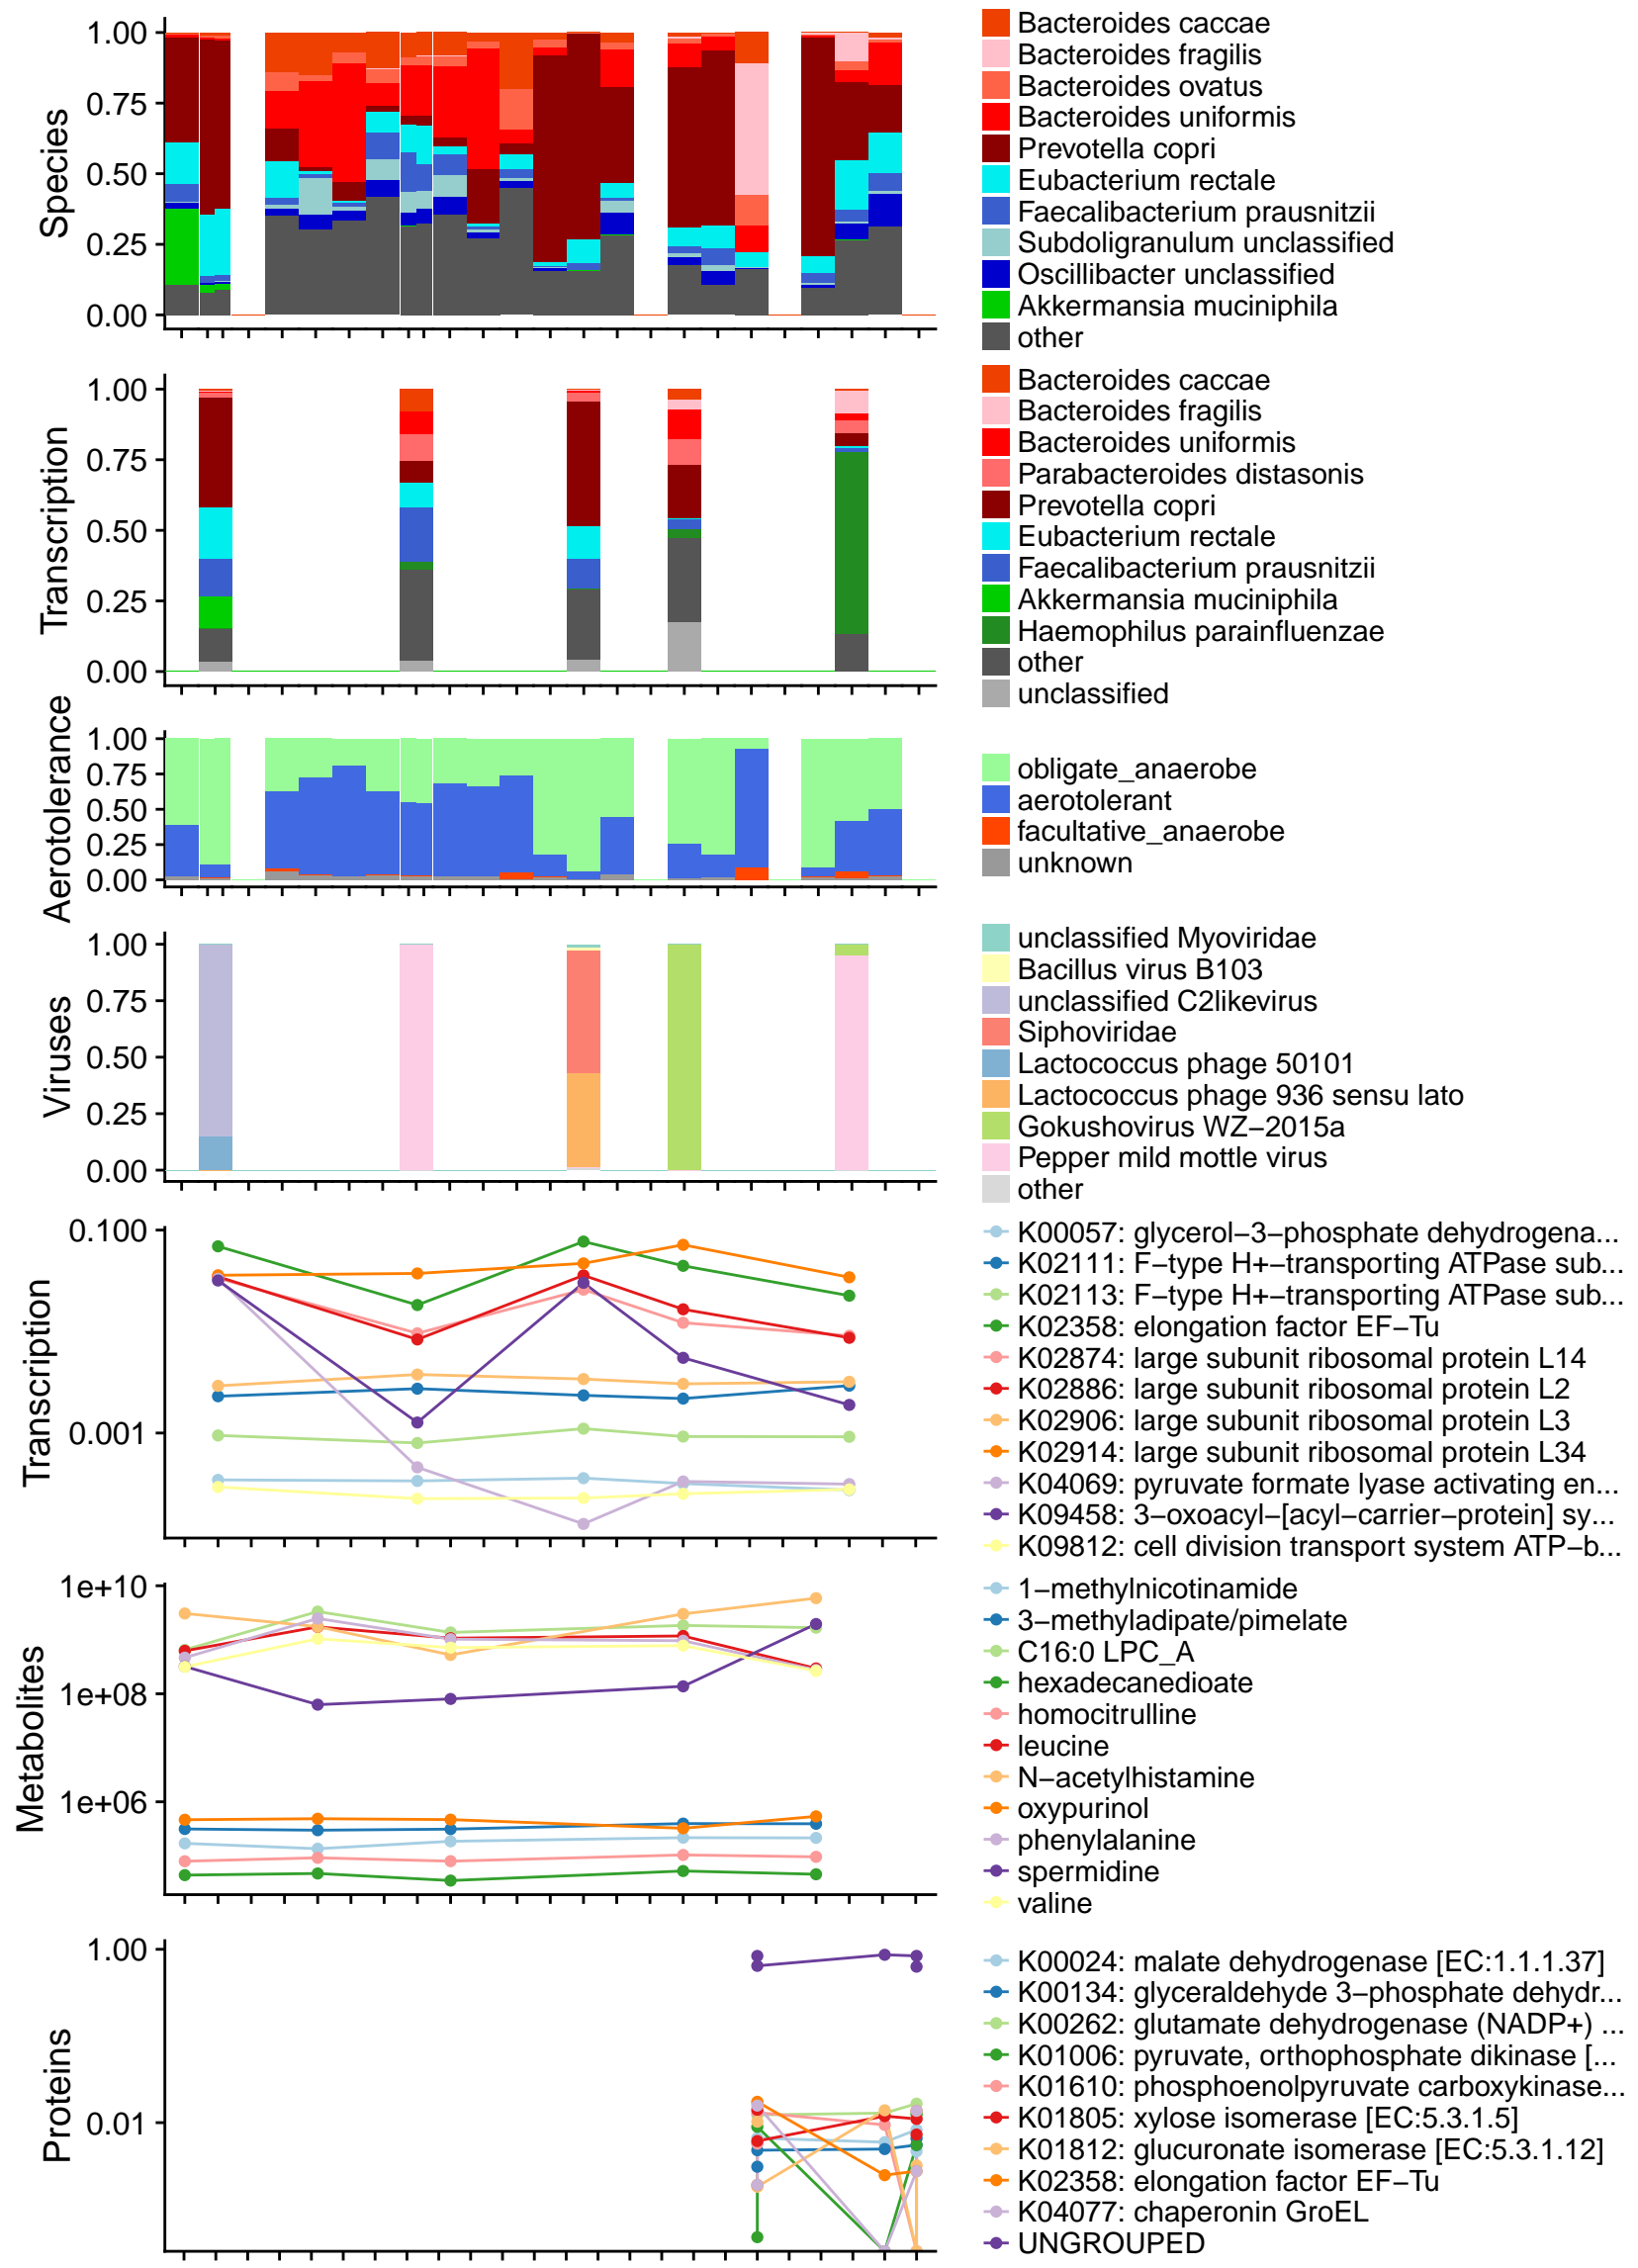 Species
1.00
0.75
0.50
0.25
0.00
Bacteroides caccae
Bacteroides fragilis
Bacteroides ovatus
Bacteroides uniformis
Prevotella copri
Eubacterium rectale
Faecalibacterium prausnitzii
Subdoligranulum unclassified
Oscillibacter unclassified
Akkermansia muciniphila
other
Transcription
1.00
0.75
0.50
0.25
0.00
Bacteroides caccae
Bacteroides fragilis
Bacteroides uniformis
Parabacteroides distasonis
Prevotella copri
Eubacterium rectale
Faecalibacterium prausnitzii
Akkermansia muciniphila
Haemophilus parainfluenzae
other
unclassified
Aerotolerance
1.00
0.75
0.50
0.25
0.00
obligate_anaerobe
aerotolerant
facultative_anaerobe
unknown
Viruses
1.00
0.75
0.50
0.25
0.00
unclassified Myoviridae
Bacillus virus B103
unclassified C2likevirus
Siphoviridae
Lactococcus phage 50101
Lactococcus phage 936 sensu lato
Gokushovirus WZ−2015a
Pepper mild mottle virus
other
Transcription
0.100
0.001
K00057: glycerol−3−phosphate dehydrogena...
K02111: F−type H+−transporting ATPase sub...
K02113: F−type H+−transporting ATPase sub...
K02358: elongation factor EF−Tu
K02874: large subunit ribosomal protein L14
K02886: large subunit ribosomal protein L2
K02906: large subunit ribosomal protein L3
K02914: large subunit ribosomal protein L34
K04069: pyruvate formate lyase activating en...
K09458: 3−oxoacyl−[acyl−carrier−protein] sy...
K09812: cell division transport system ATP−b...
Metabolites
1e+10
1e+08
1e+06
1−methylnicotinamide
3−methyladipate/pimelate
C16:0 LPC_A
hexadecanedioate
homocitrulline
leucine
N−acetylhistamine
oxypurinol
phenylalanine
spermidine
valine
Proteins
1.00
0.01
K00024: malate dehydrogenase [EC:1.1.1.37]
K00134: glyceraldehyde 3−phosphate dehydr...
K00262: glutamate dehydrogenase (NADP+) ...
K01006: pyruvate, orthophosphate dikinase [...
K01610: phosphoenolpyruvate carboxykinase...
K01805: xylose isomerase [EC:5.3.1.5]
K01812: glucuronate isomerase [EC:5.3.1.12]
K02358: elongation factor EF−Tu
K04077: chaperonin GroEL
UNGROUPED